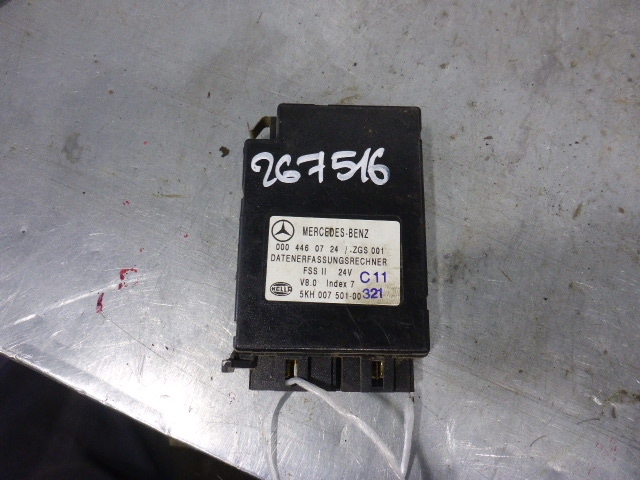 267516
MERCEDES-BENZ
000 446 07 24 / ZGS 001
DATENERFASSUNGSRECHNER
FSS II 24V
C 11
V8.0 Index 7
HELLA
5KH 007 501-00
321